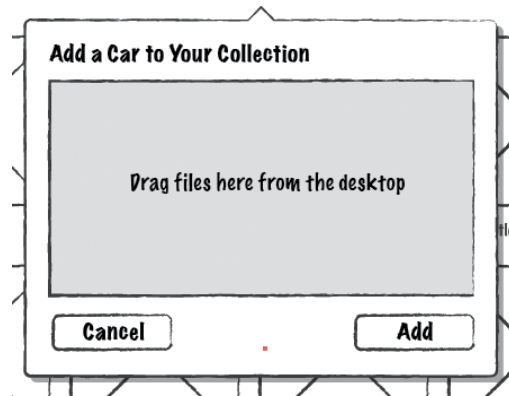 Add a Car to Your Collection
Drag files here from the desktop
Cancel
Add